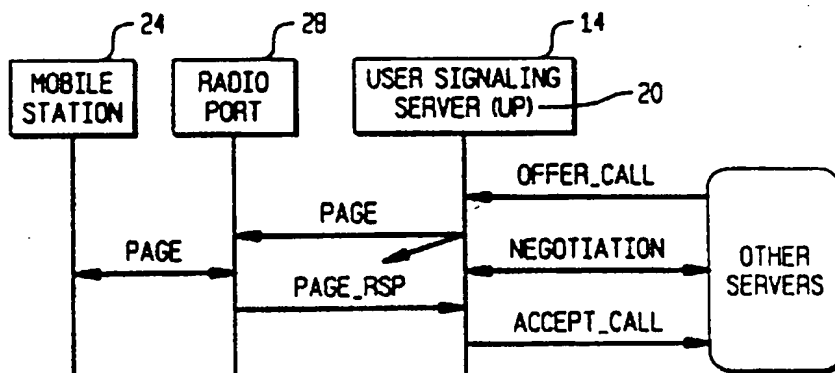 24
28
14
MOBILE
STATION
RADIO
PORT
USER SIGNALING
SERVER (UP)
20
OFFER_CALL
PAGE
PAGE
NEGOTIATION
OTHER
SERVERS
PAGE_RSP
ACCEPT_CALL